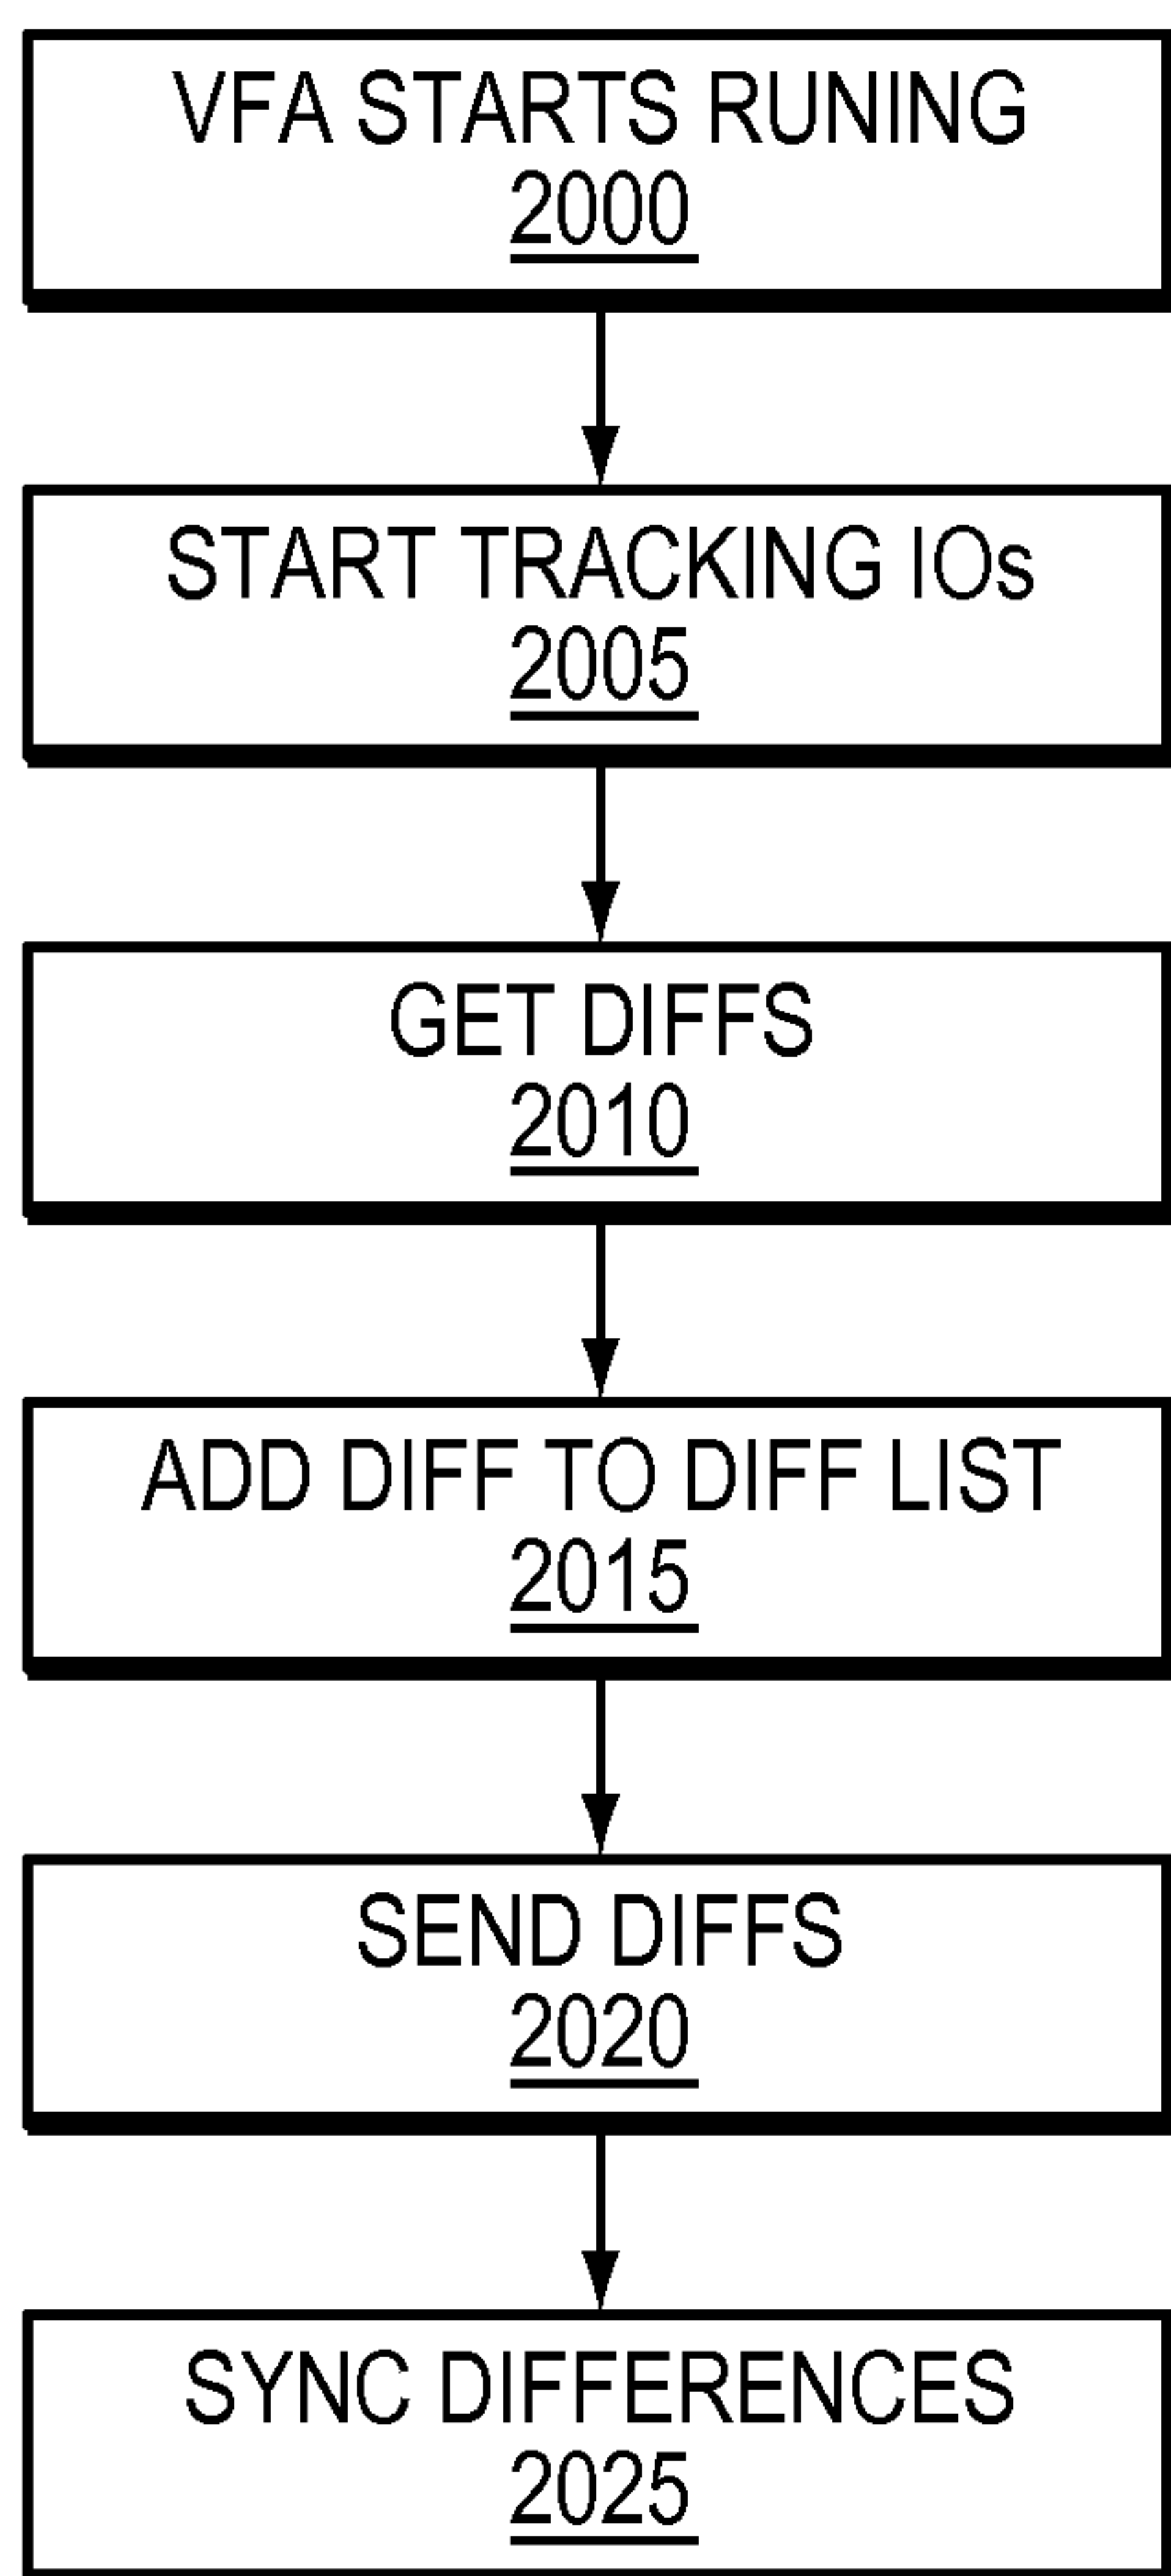 VFA STARTS RUNING
2000
START TRACKING IOs
2005
GET DIFFS
2010
ADD DIFF TO DIFF LIST
2015
SEND DIFFS
2020
SYNC DIFFERENCES
2025